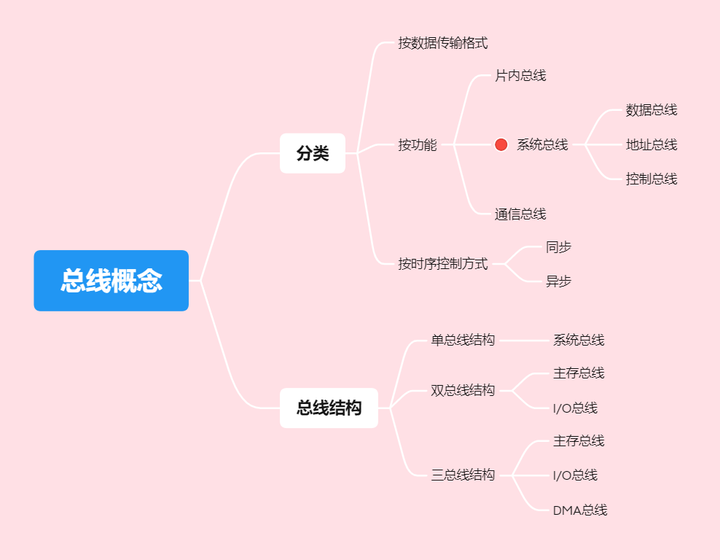 总线概念
分类
按数据传输格式
按功能
片内总线
系统总线
数据总线
地址总线
控制总线
通信总线
按时序控制方式
同步
异步
总线结构
单总线结构
系统总线
双总线结构
主存总线
I/O总线
三总线结构
主存总线
I/O总线
DMA总线